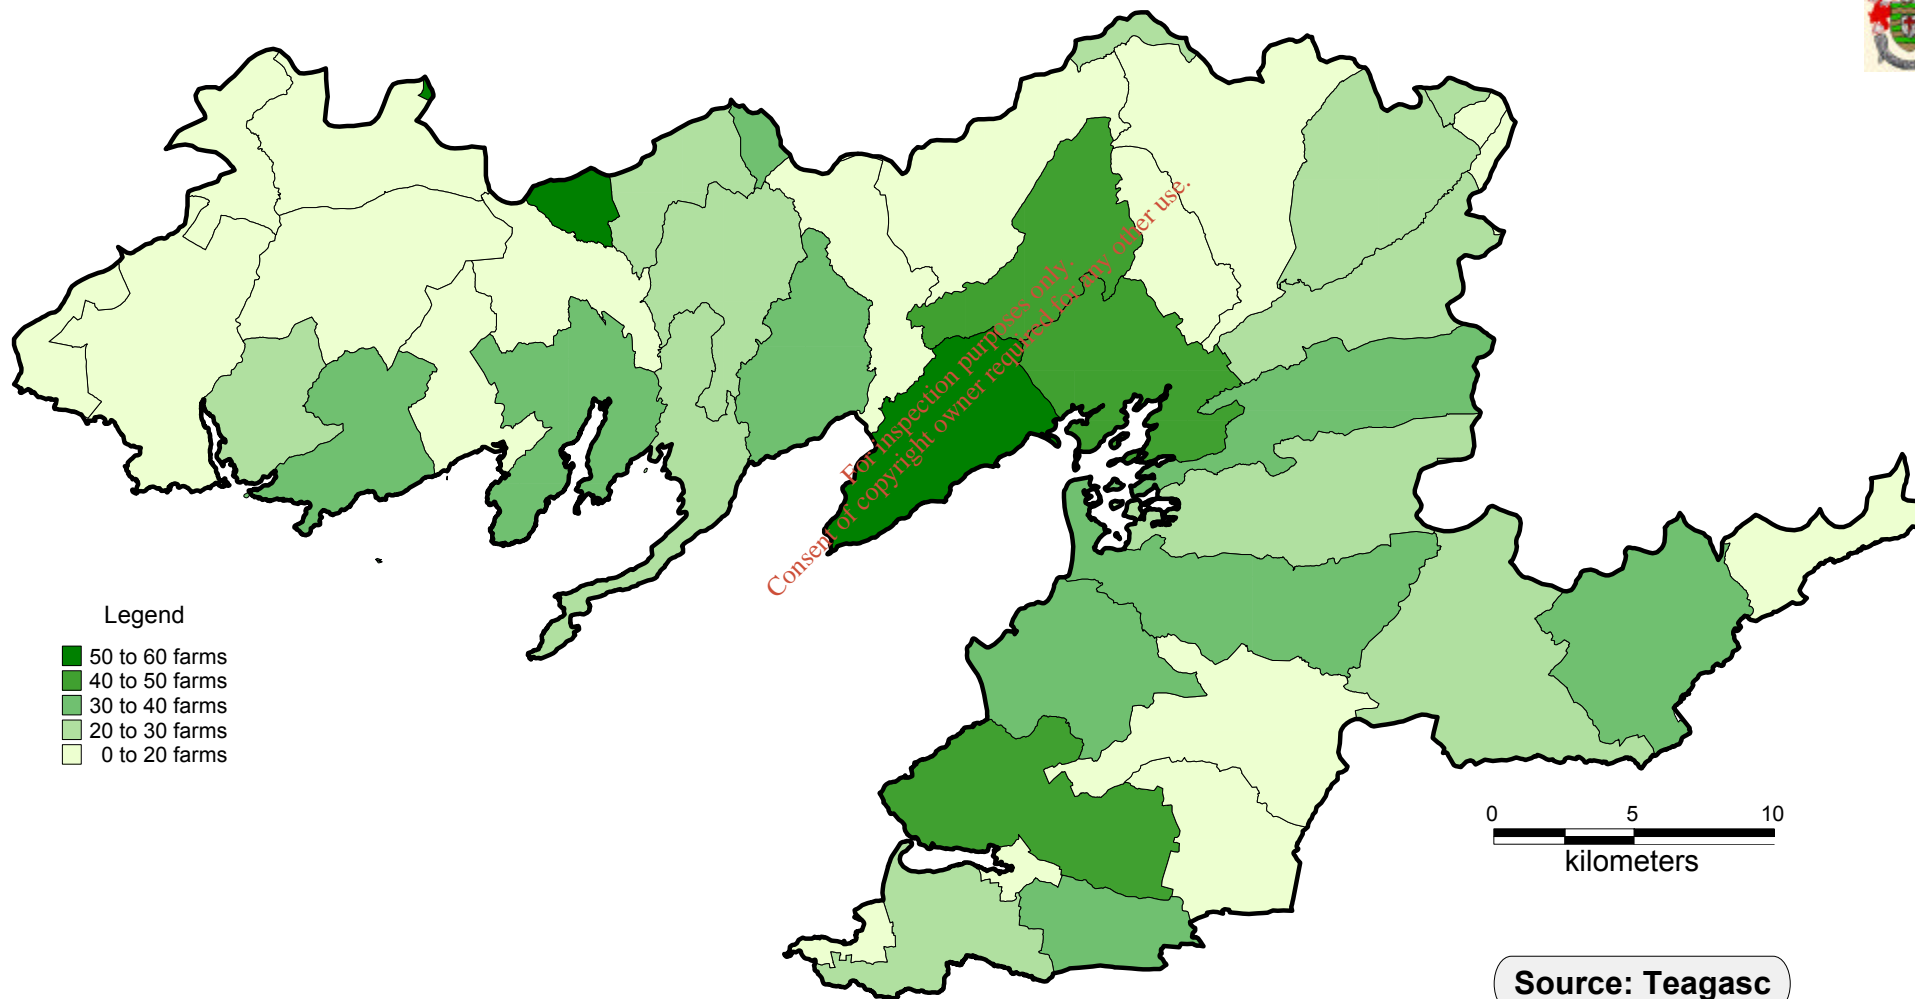 For inspection purposes only.
Consent of copyright owner required for any other use.
Legend
50 to 60 farms
40 to 50 farms
30 to 40 farms
20 to 30 farms
0 to 20 farms
0 5 10
kilometers
Source: Teagasc